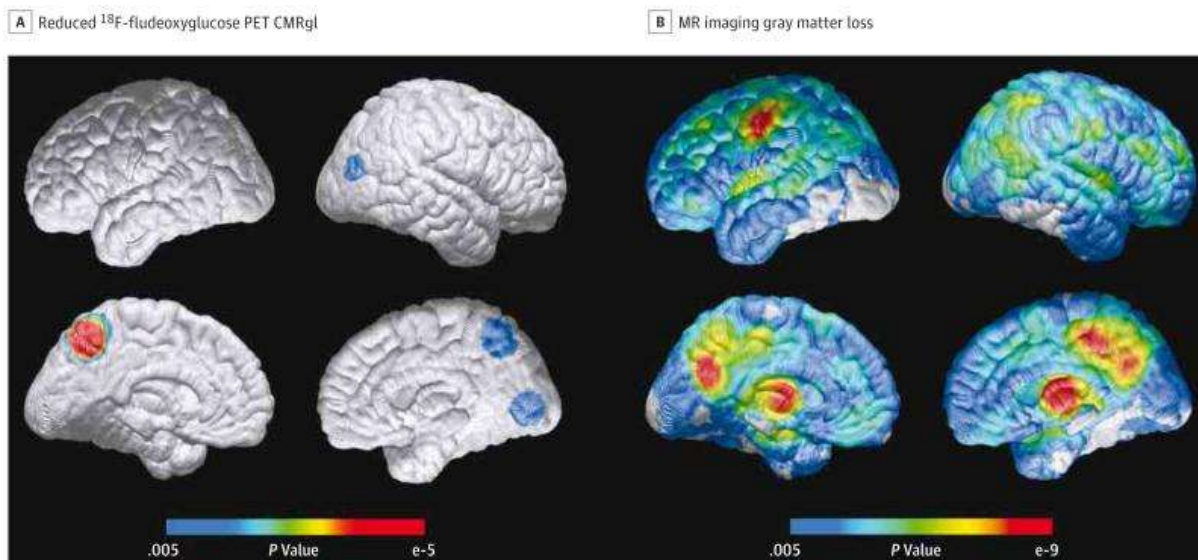 A Reduced ¹⁸F-fludeoxyglucose PET CMRgl
B MR imaging gray matter loss
.005 P Value e-5
.005 P Value e-9